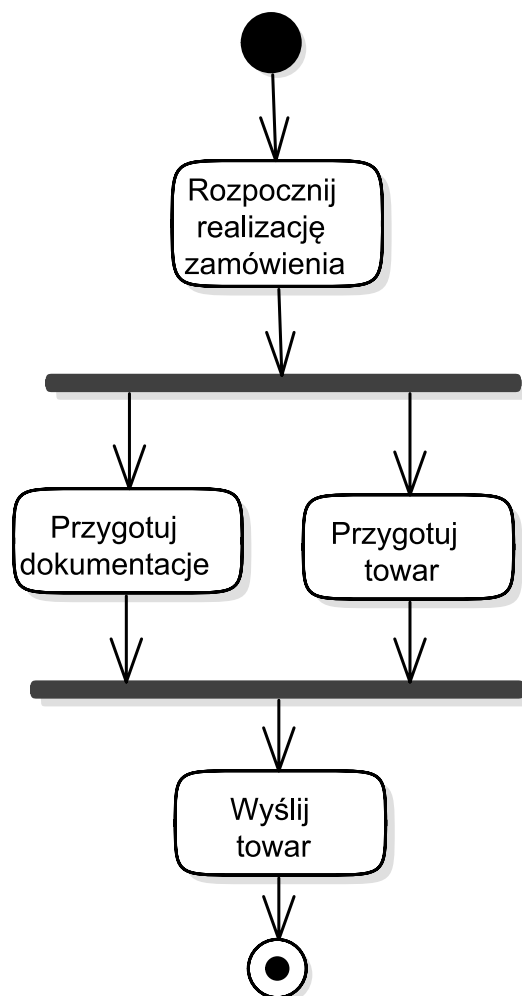 Rozpocznij
realizację
zamówienia
Przygotuj
dokumentacje
Przygotuj
towar
Wyślij
towar